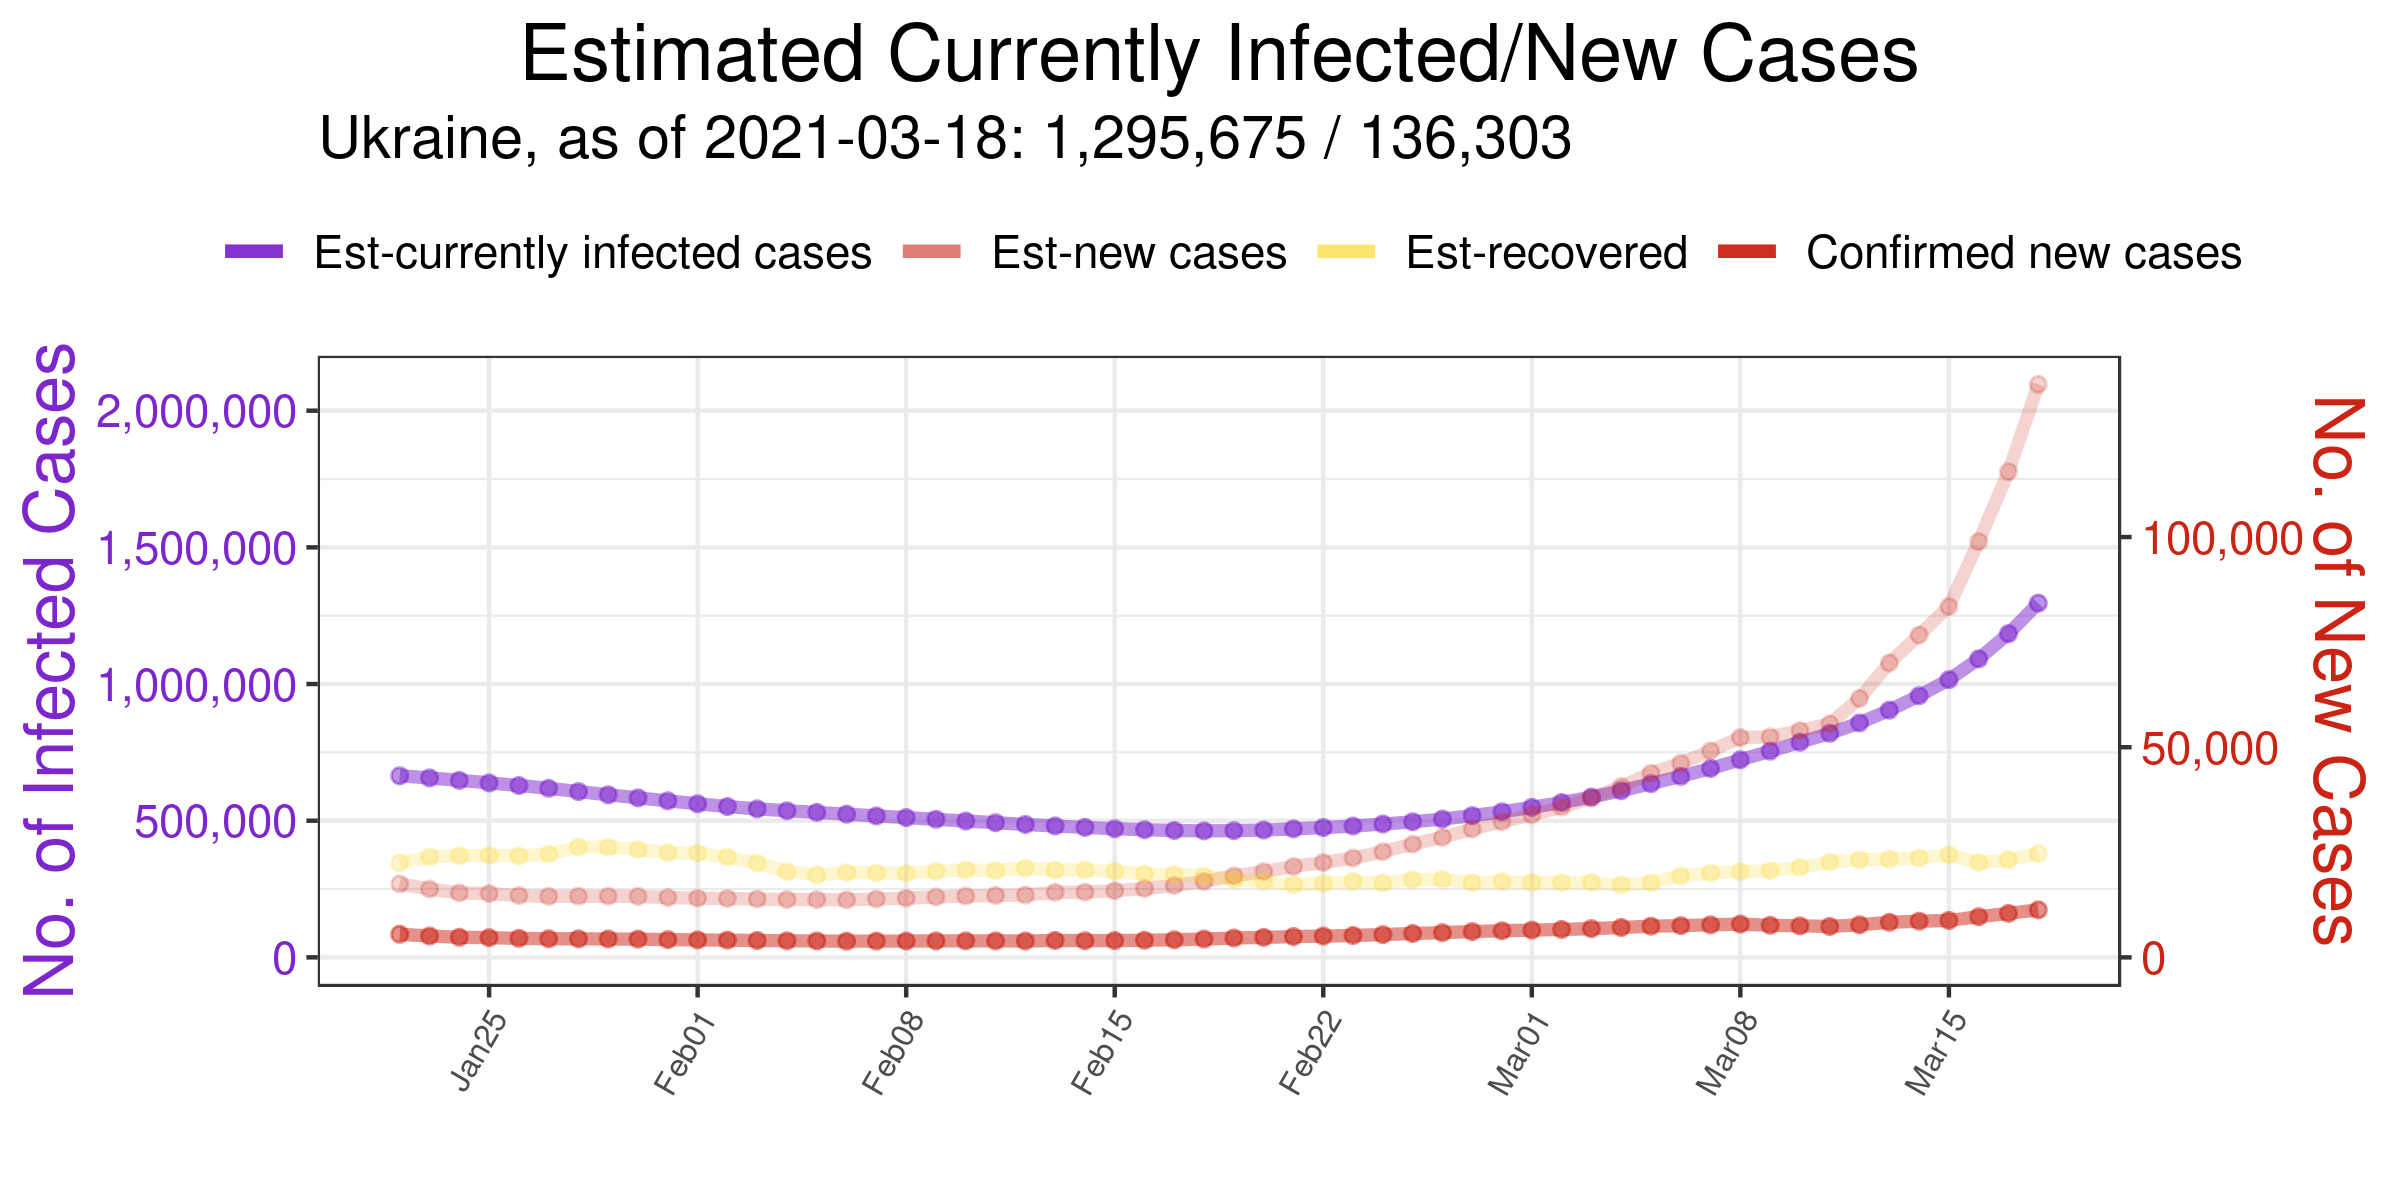 Estimated Currently Infected/New Cases
Ukraine, as of 2021-03-18: 1,295,675 / 136,303
Est-currently infected cases Est-new cases Est-recovered Confirmed new cases
No. of Infected Cases
2,000,000
1,500,000
1,000,000
500,000
0
100,000
50,000
0
No. of New Cases
Jan25 Feb01 Feb08 Feb15 Feb22 Mar01 Mar08 Mar15